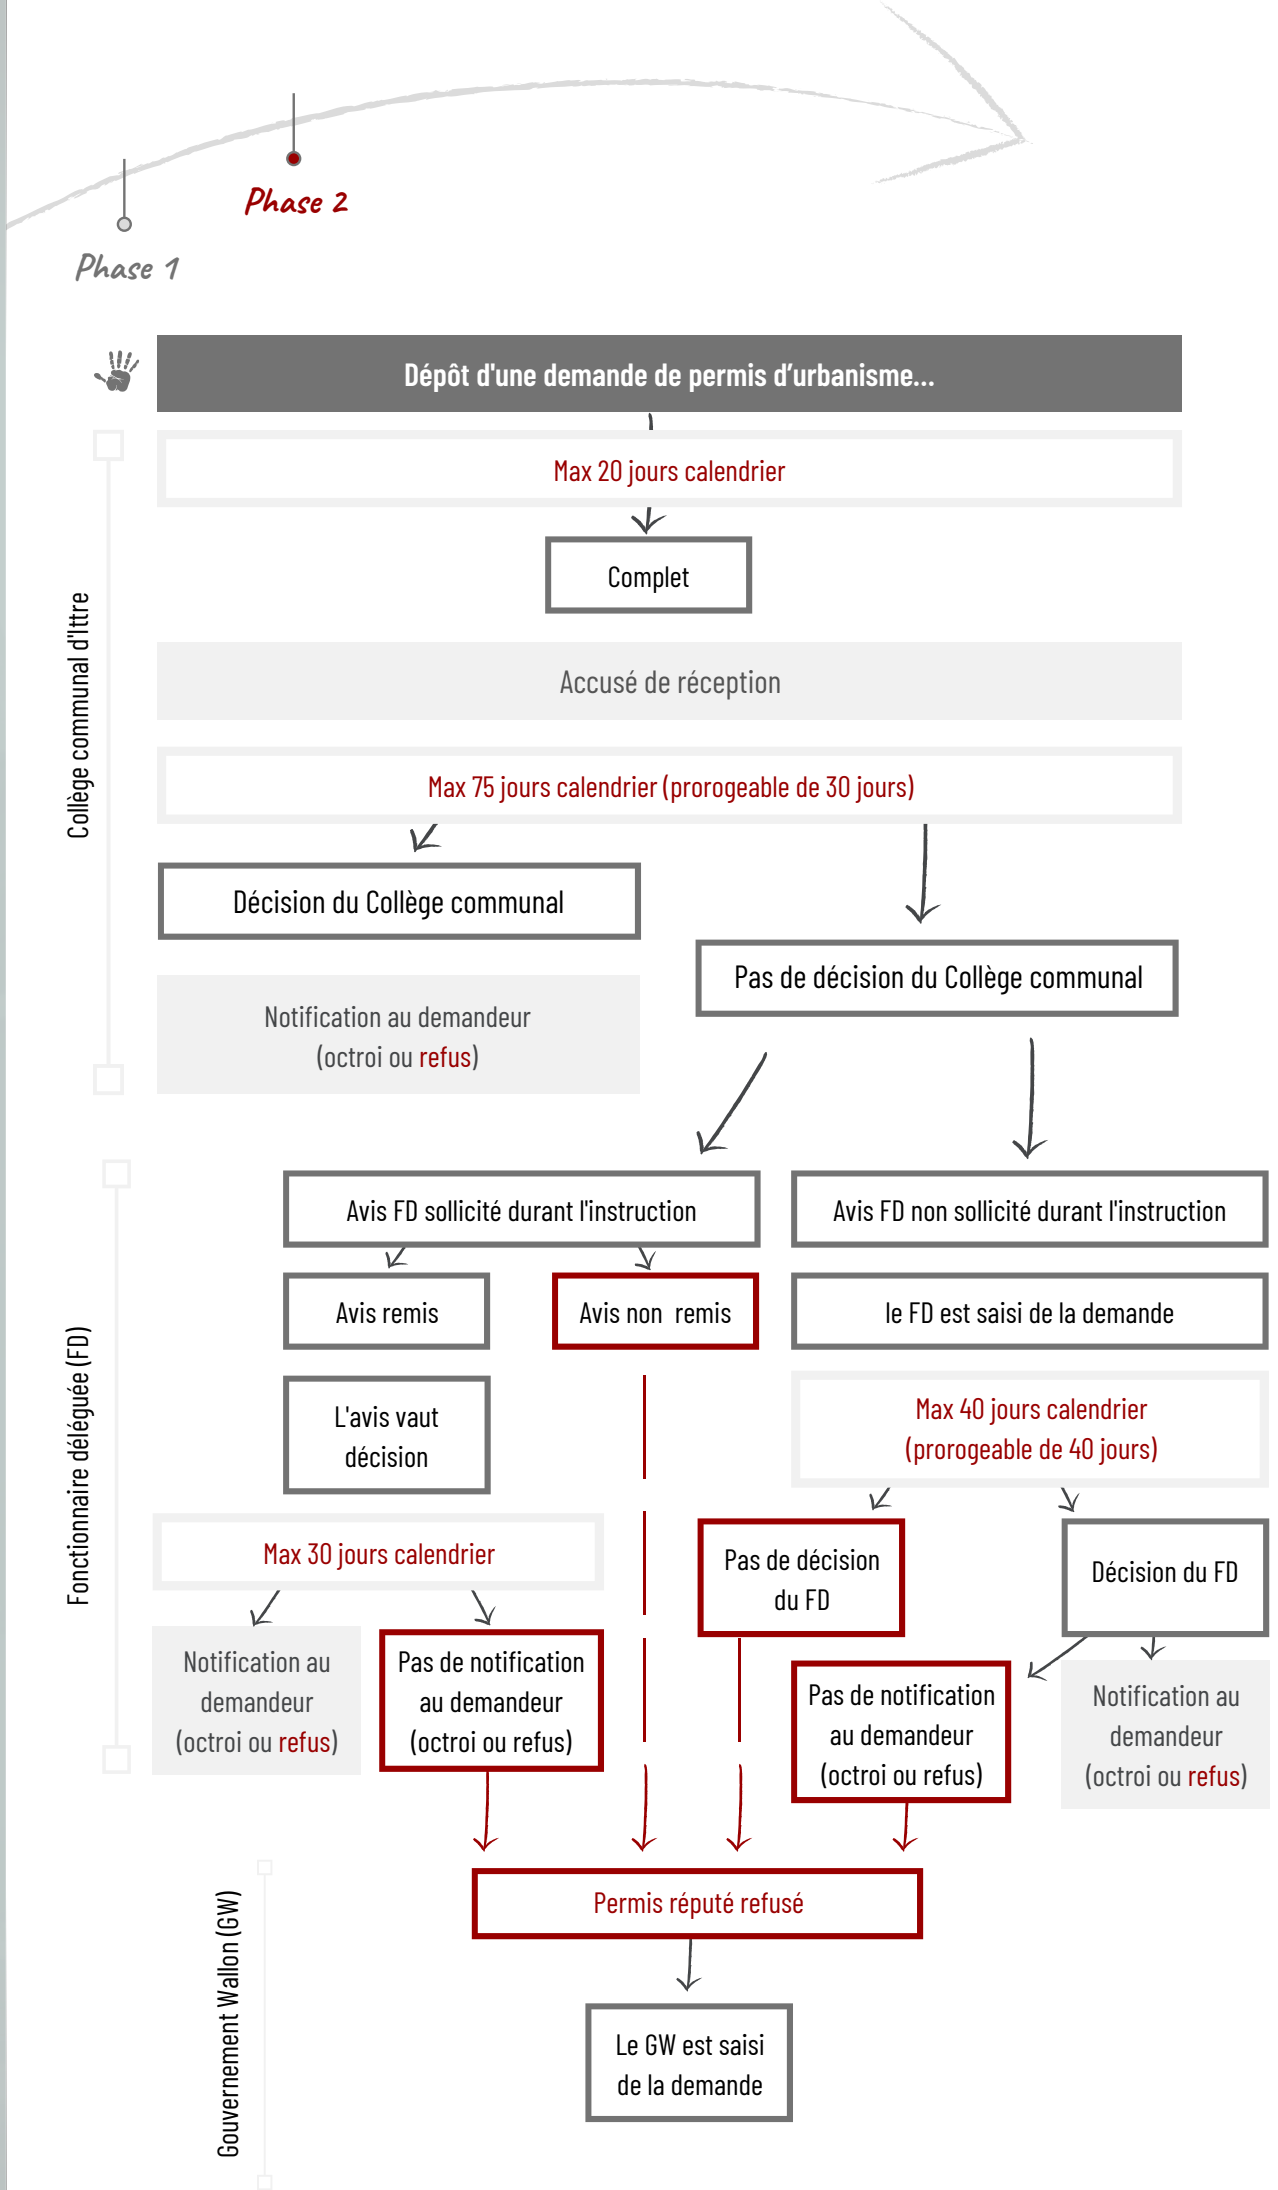 Phase 2
Phase 1
Dépôt d'une demande de permis d’urbanisme...
Max 20 jours calendrier
Complet
Collège communal d'Ittre
Accusé de réception
Max 75 jours calendrier (prorogeable de 30 jours)
Décision du Collège communal
Pas de décision du Collège communal
Notification au demandeur
(octroi ou refus)
Fonctionnaire déléguée (FD)
Avis FD sollicité durant l'instruction
Avis FD non sollicité durant l'instruction
Avis remis
Avis non remis
le FD est saisi de la demande
L'avis vaut
décision
Max 40 jours calendrier
(prorogeable de 40 jours)
Max 30 jours calendrier
Pas de décision
du FD
Décision du FD
Notification au
demandeur
(octroi ou refus)
Pas de notification
au demandeur
(octroi ou refus)
Pas de notification
au demandeur
(octroi ou refus)
Notification au
demandeur
(octroi ou refus)
Gouvernement Wallon (GW)
Permis réputé refusé
Le GW est saisi
de la demande